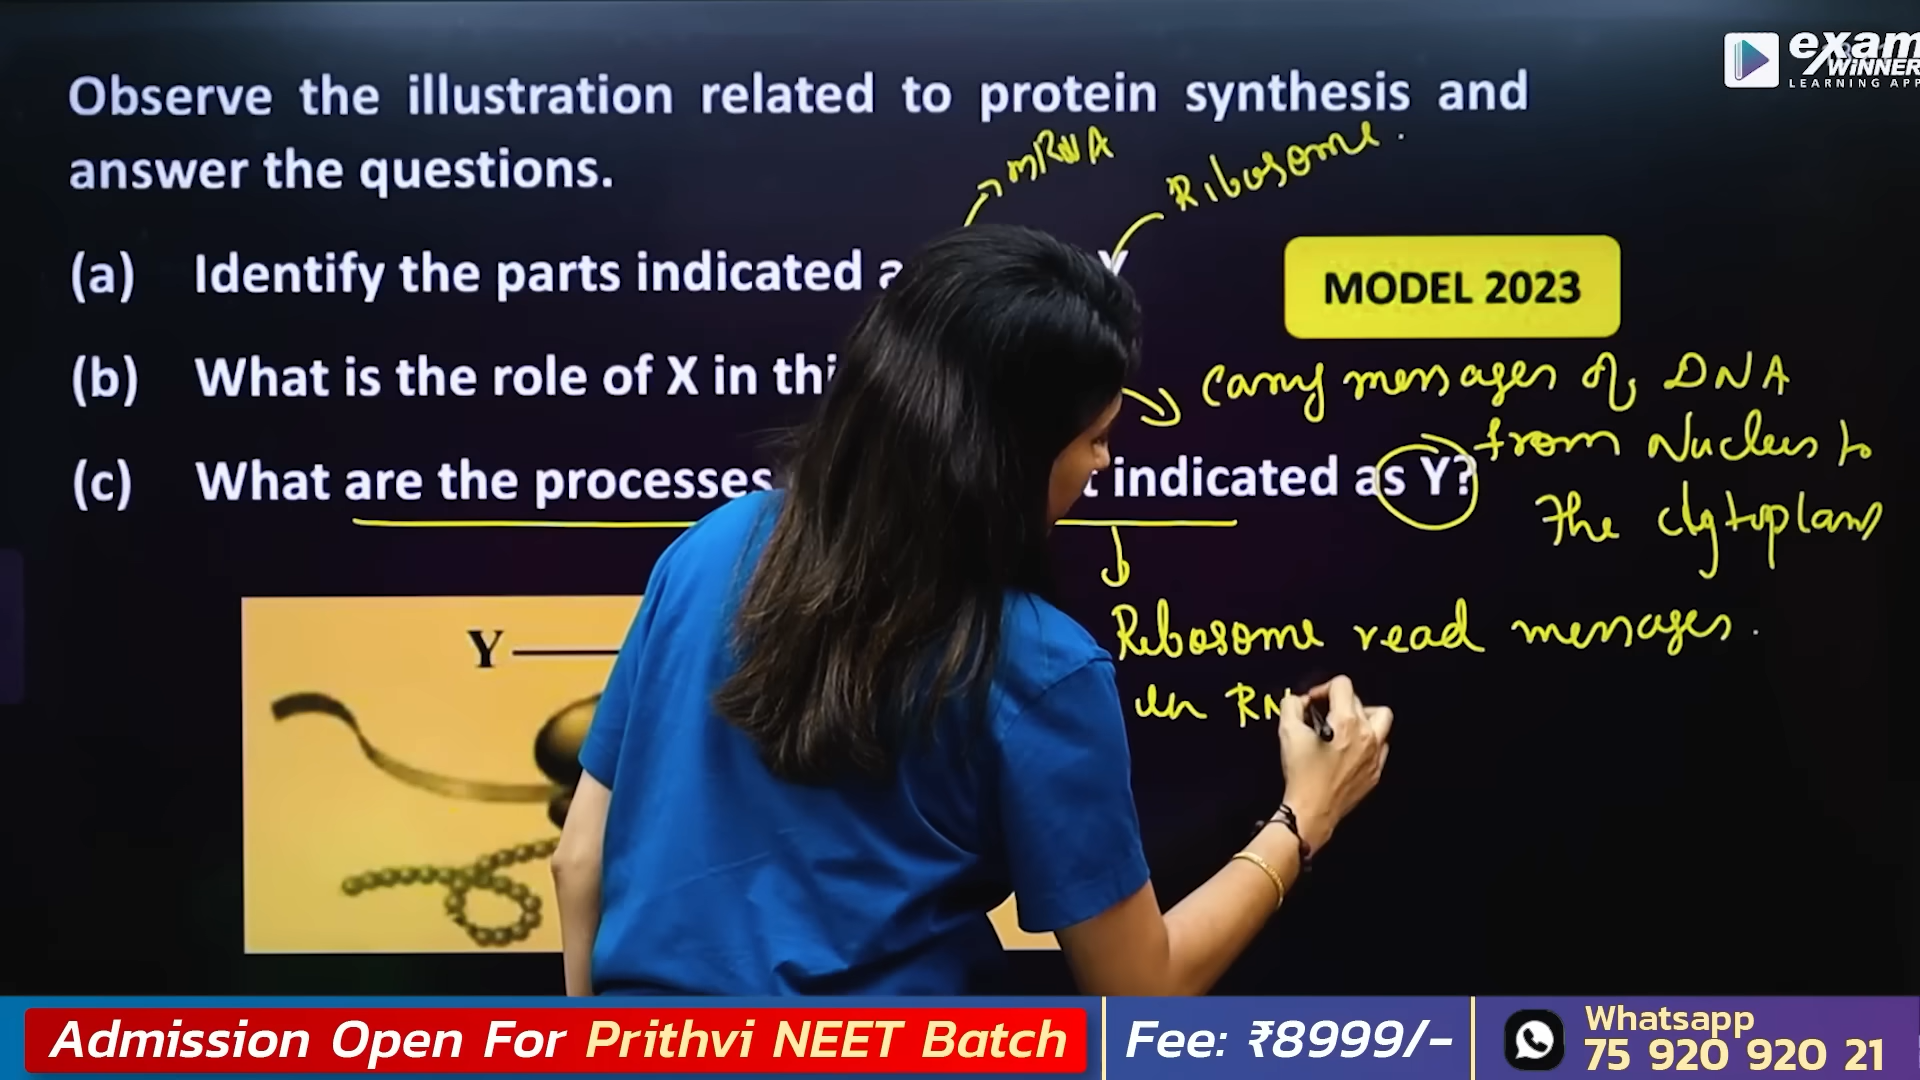 exam
WINNER
LEARNING APP
Observe the illustration related to protein synthesis and
answer the questions.
mRNA
Ribosome.
(a) Identify the parts indicated a Y
MODEL 2023
(b) What is the role of X in thi
Carry messages of DNA
from Nucleus to
the
(c) What are the processes t indicated as Y?
Ribosome read messages.
in RN
Y
Admission Open For Prithvi NEET Batch
Fee: ₹8999/-
Whatsapp
75 920 920 21